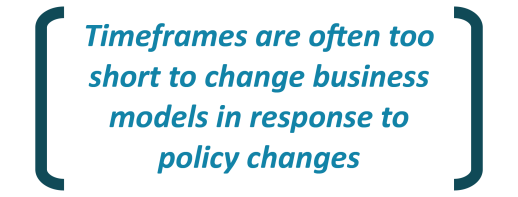 Timeframes are often too
short to change business
models in response to
policy changes